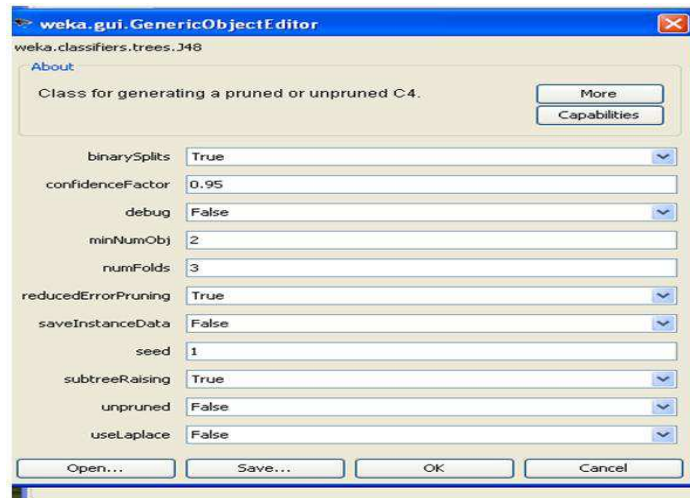 weka.gui.GenericObjectEditor
weka.classifiers.trees.J48
About
Class for generating a pruned or unpruned C4.
More
Capabilities
binarySplits True
confidenceFactor 0.95
debug False
minNumObj 2
numFolds 3
reducedErrorPruning True
saveInstanceData False
seed 1
subtreeRaising True
unpruned False
useLaplace False
Open... Save... OK Cancel